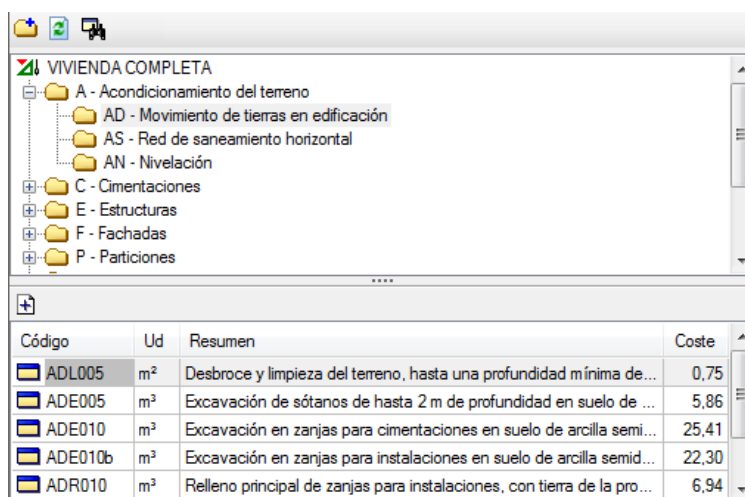 VIVIENDA COMPLETA
A - Acondicionamiento del terreno
AD - Movimiento de tierras en edificación
AS - Red de saneamiento horizontal
AN - Nivelación
C - Cimentaciones
E - Estructuras
F - Fachadas
P - Particiones
Código Ud Resumen Coste
ADL005 m² Desbroce y limpieza del terreno, hasta una profundidad mínima de... 0,75
ADE005 m³ Excavación de sótanos de hasta 2 m de profundidad en suelo de ... 5,86
ADE010 m³ Excavación en zanjas para cimentaciones en suelo de arcilla semi... 25,41
ADE010b m³ Excavación en zanjas para instalaciones en suelo de arcilla semid... 22,30
ADR010 m³ Relleno principal de zanjas para instalaciones, con tierra de la pro... 6,94